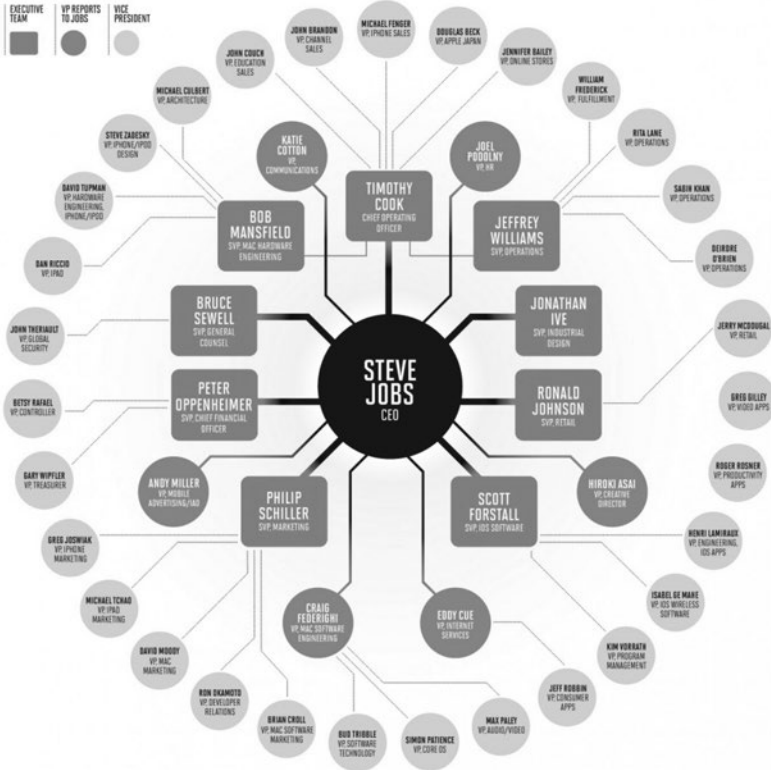 EXECUTIVE
TEAM
VP REPORTS
TO JOBS
VICE
PRESIDENT
MICHAEL CULBERT
VP, ARCHITECTURE
JOHN COUCH
VP, EDUCATION
SALES
JOHN BRANDON
VP, CHANNEL
SALES
MICHAEL FENGER
VP, IPHONE SALES
DOUGLAS BECK
VP, APPLE JAPAN
JENNIFER BAILEY
VP, ONLINE STORES
WILLIAM
FREDERICK
VP, FULFILLMENT
RITA LANE
VP, OPERATIONS
SABIH KHAN
VP, OPERATIONS
DEIRDRE
O'BRIEN
VP, OPERATIONS
STEVE ZADESKY
VP, IPHONE/IPOD
DESIGN
DAVID TUPMAN
VP, HARDWARE
ENGINEERING,
IPHONE/IPOD
DAN RICCIO
VP, IPAD
KATIE
COTTON
VP,
COMMUNICATIONS
JOEL
PODOLNY
VP, HR
TIMOTHY
COOK
CHIEF OPERATING
OFFICER
BOB
MANSFIELD
SVP, MAC HARDWARE
ENGINEERING
JEFFREY
WILLIAMS
SVP, OPERATIONS
BRUCE
SEWELL
SVP, GENERAL
COUNSEL
JONATHAN
IVE
SVP, INDUSTRIAL
DESIGN
JOHN THERIAULT
VP, GLOBAL
SECURITY
JERRY MCDOUGAL
VP, RETAIL
STEVE
JOBS
CEO
PETER
OPPENHEIMER
SVP, CHIEF FINANCIAL
OFFICER
RONALD
JOHNSON
SVP, RETAIL
BETSY RAFAEL
VP, CONTROLLER
GREG GILLEY
VP, VIDEO APPS
GARY WIPFLER
VP, TREASURER
ROGER ROSNER
VP, PRODUCTIVITY
APPS
ANDY MILLER
VP, MOBILE
ADVERTISING/IAD
PHILIP
SCHILLER
SVP, MARKETING
SCOTT
FORSTALL
SVP, IOS SOFTWARE
HIROKI ASAI
VP, CREATIVE
DIRECTOR
GREG JOSWIAK
VP, IPHONE
MARKETING
HENRI LAMIRAUX
VP, ENGINEERING,
IOS APPS
MICHAEL TCHAO
VP, IPAD
MARKETING
ISABEL GE MAHE
VP, IOS WIRELESS
SOFTWARE
CRAIG
FEDERIGHI
VP, MAC SOFTWARE
ENGINEERING
EDDY CUE
VP, INTERNET
SERVICES
DAVID MOODY
VP, MAC
MARKETING
KIM VORRATH
VP, PROGRAM
MANAGEMENT
RON OKAMOTO
VP, DEVELOPER
RELATIONS
JEFF ROBBIN
VP, CONSUMER
APPS
BRIAN CROLL
VP, MAC SOFTWARE
MARKETING
BUD TRIBBLE
VP, SOFTWARE
TECHNOLOGY
SIMON PATIENCE
VP, CORE OS
MAX PALEY
VP, AUDIO/VIDEO